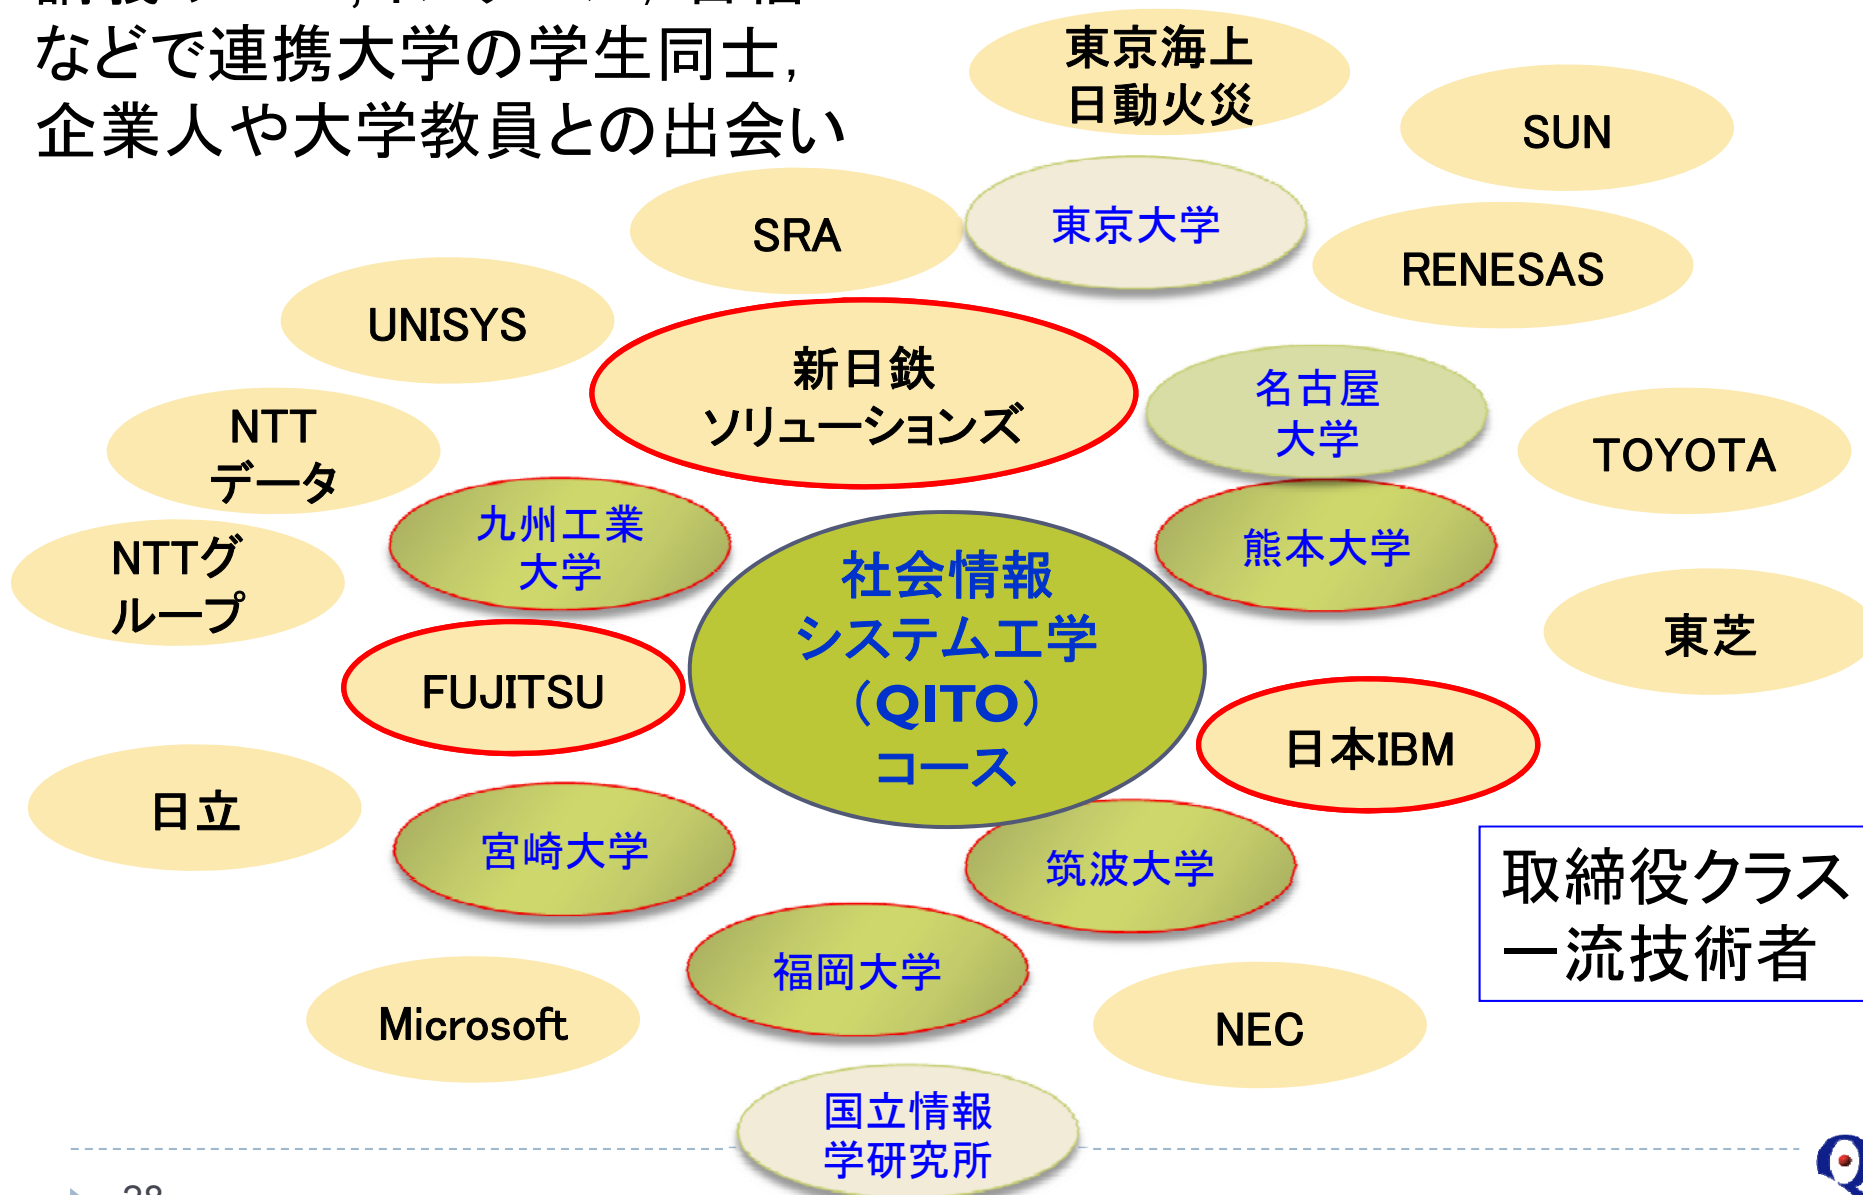 などで連携大学の学生同士,
企業人や大学教員との出会い
東京海上
日動火災
SUN
SRA
東京大学
RENESAS
UNISYS
新日鉄
ソリューションズ
名古屋
大学
NTT
データ
TOYOTA
九州工業
大学
熊本大学
NTTグ
ループ
社会情報
システム工学
（QITO）
コース
東芝
FUJITSU
日本IBM
日立
宮崎大学
筑波大学
取締役クラス
一流技術者
福岡大学
Microsoft
NEC
国立情報
学研究所
Q